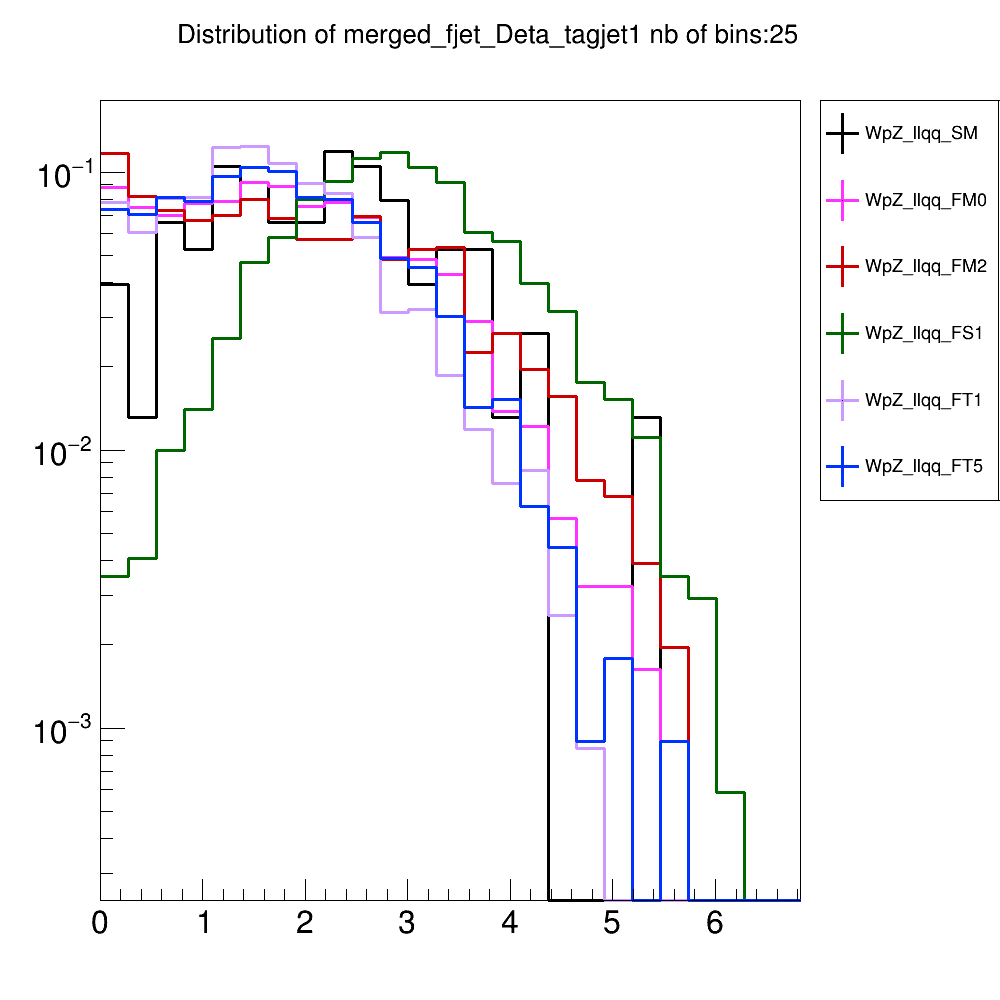 Distribution of merged_fjet_Deta_tagjet1 nb of bins:25
10−1
10−2
10−3
0 1 2 3 4 5 6
WpZ_llqq_SM
WpZ_llqq_FM0
WpZ_llqq_FM2
WpZ_llqq_FS1
WpZ_llqq_FT1
WpZ_llqq_FT5